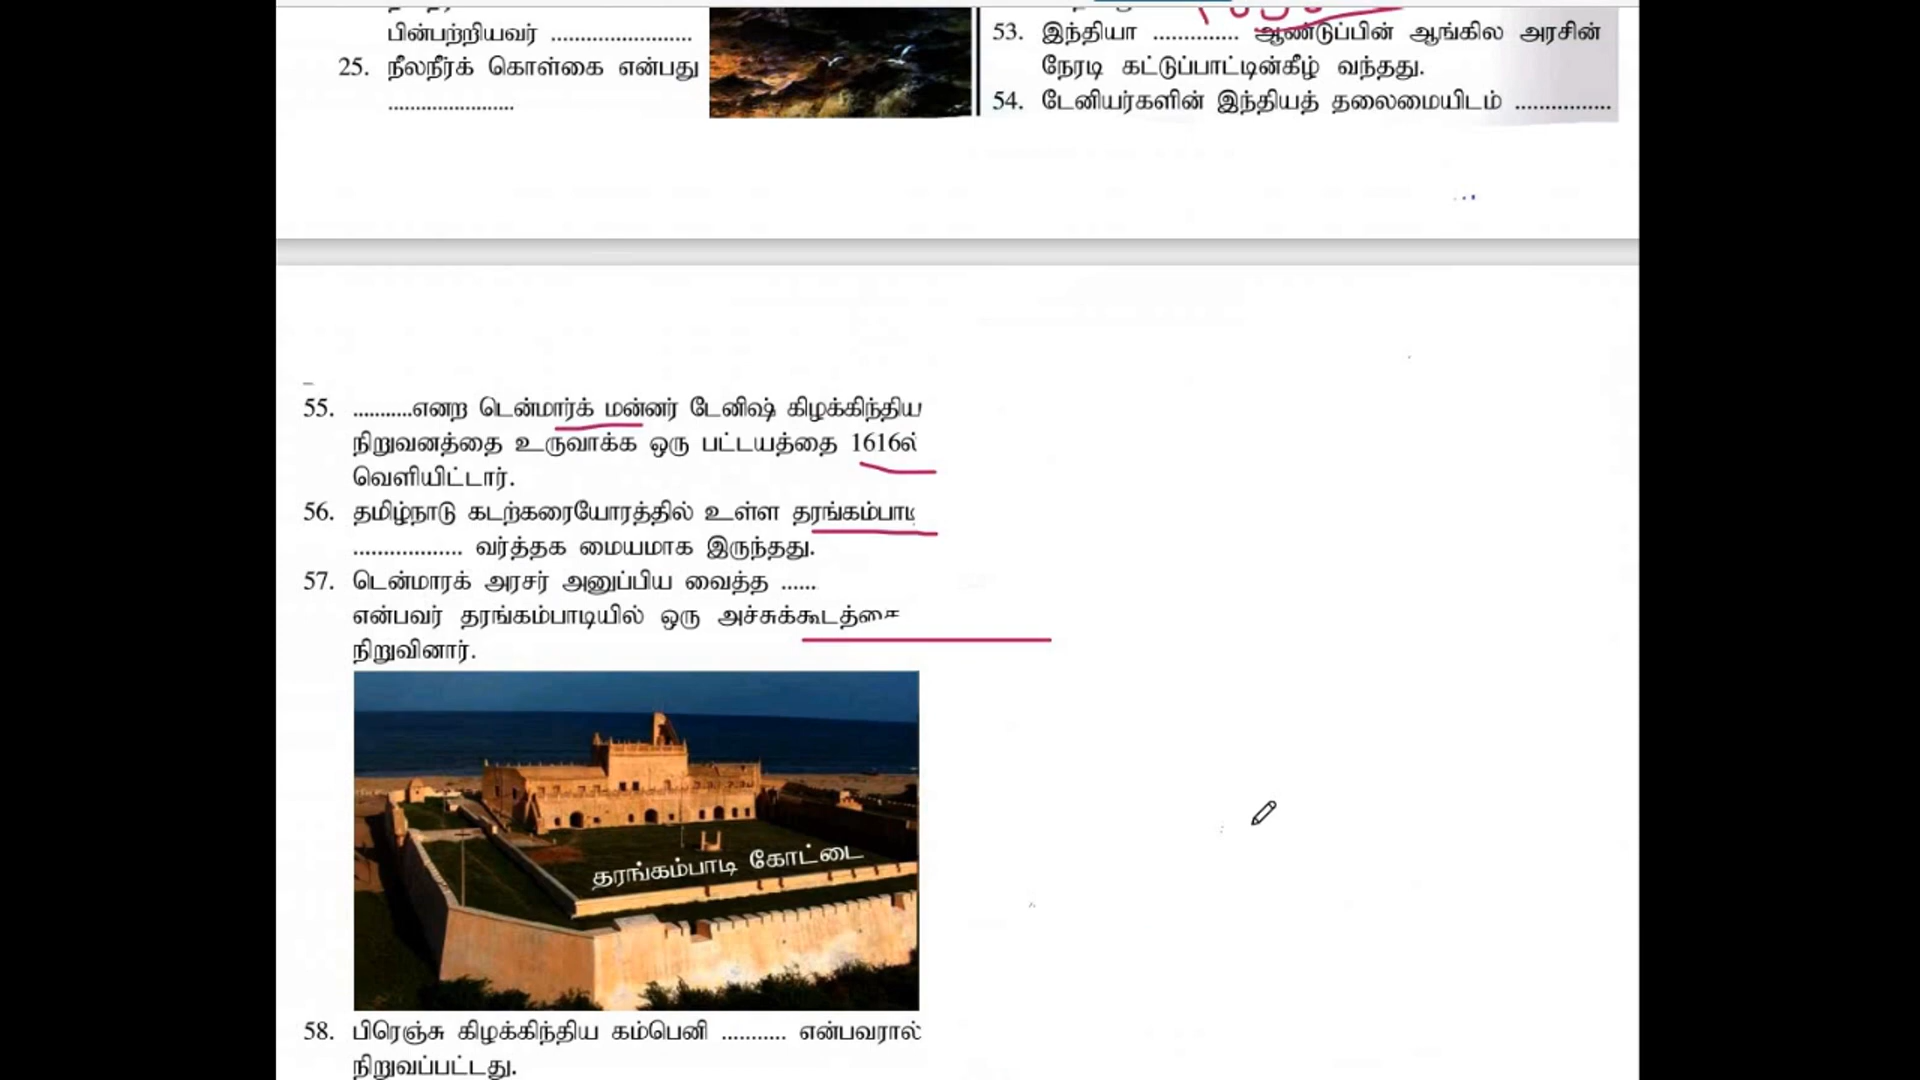 பின்பற்றியவர் .......................
25. நீலநீர்க் கொள்கை என்பது
.....................
53. இந்தியா .............. ஆண்டுப்பின் ஆங்கில அரசின்
நேரடி கட்டுப்பாட்டின்கீழ் வந்தது.
54. டேனியர்களின் இந்தியத் தலைமையிடம் ................
55. ..........எனற டென்மார்க் மன்னர் டேனிஷ் கிழக்கிந்திய
நிறுவனத்தை உருவாக்க ஒரு பட்டயத்தை 1616ல்
வெளியிட்டார்.
56. தமிழ்நாடு கடற்கரையோரத்தில் உள்ள தரங்கம்பாடி
.................. வர்த்தக மையமாக இருந்தது.
57. டென்மாரக் அரசர் அனுப்பிய வைத்த ......
என்பவர் தரங்கம்பாடியில் ஒரு அச்சுக்கூடத்தை
நிறுவினார்.
தரங்கம்பாடி கோட்டை
58. பிரெஞ்சு கிழக்கிந்திய கம்பெனி ........... என்பவரால்
நிறுவப்பட்டது.